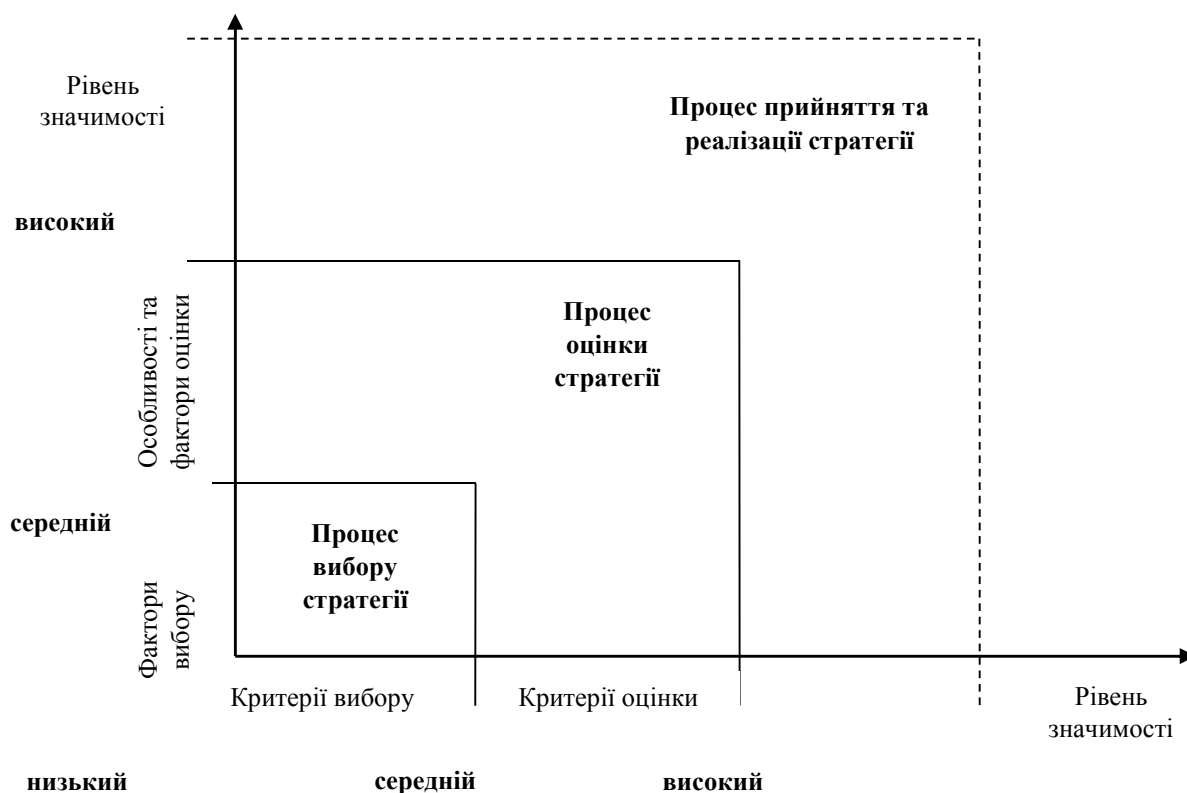 Рівень
значимості
Процес прийняття та
реалізації стратегії
високий
Особливості та
фактори оцінки
Процес
оцінки
стратегії
середній
Фактори
вибору
Процес
вибору
стратегії
Критерії вибору
Критерії оцінки
Рівень
значимості
низький
середній
високий